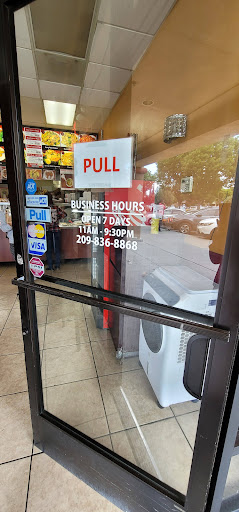 PULL
BUSINESS HOURS
OPEN 7 DAYS
11AM - 9:30PM
209-836-8868
Pull
VISA